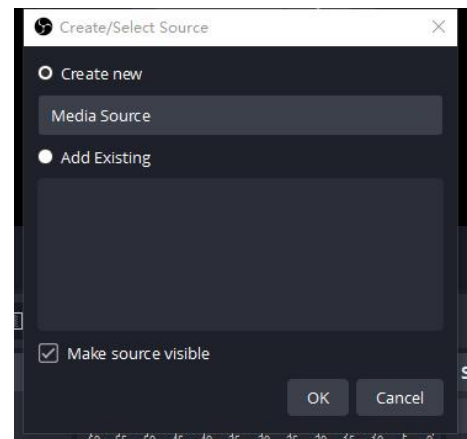 Create/Select Source
Create new
Media Source
Add Existing
Make source visible
OK
Cancel